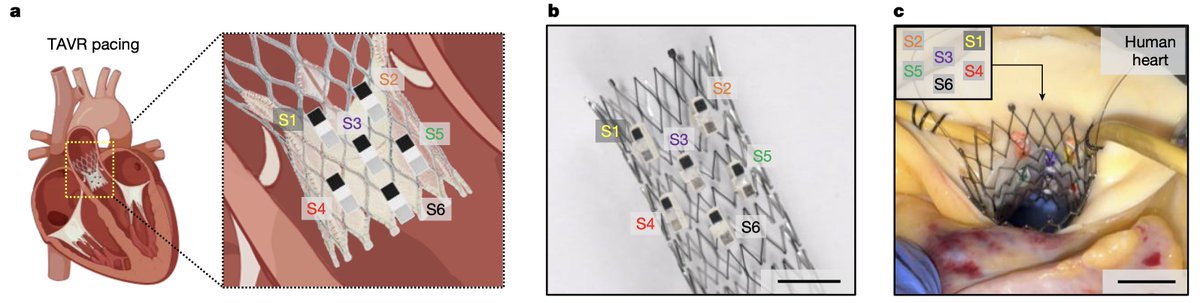 a
TAVR pacing
S1
S2
S3
S5
S4
S6
b
S2
S1
S3
S5
S4
S6
c
S2
S1
S3
S5
S4
S6
Human
heart